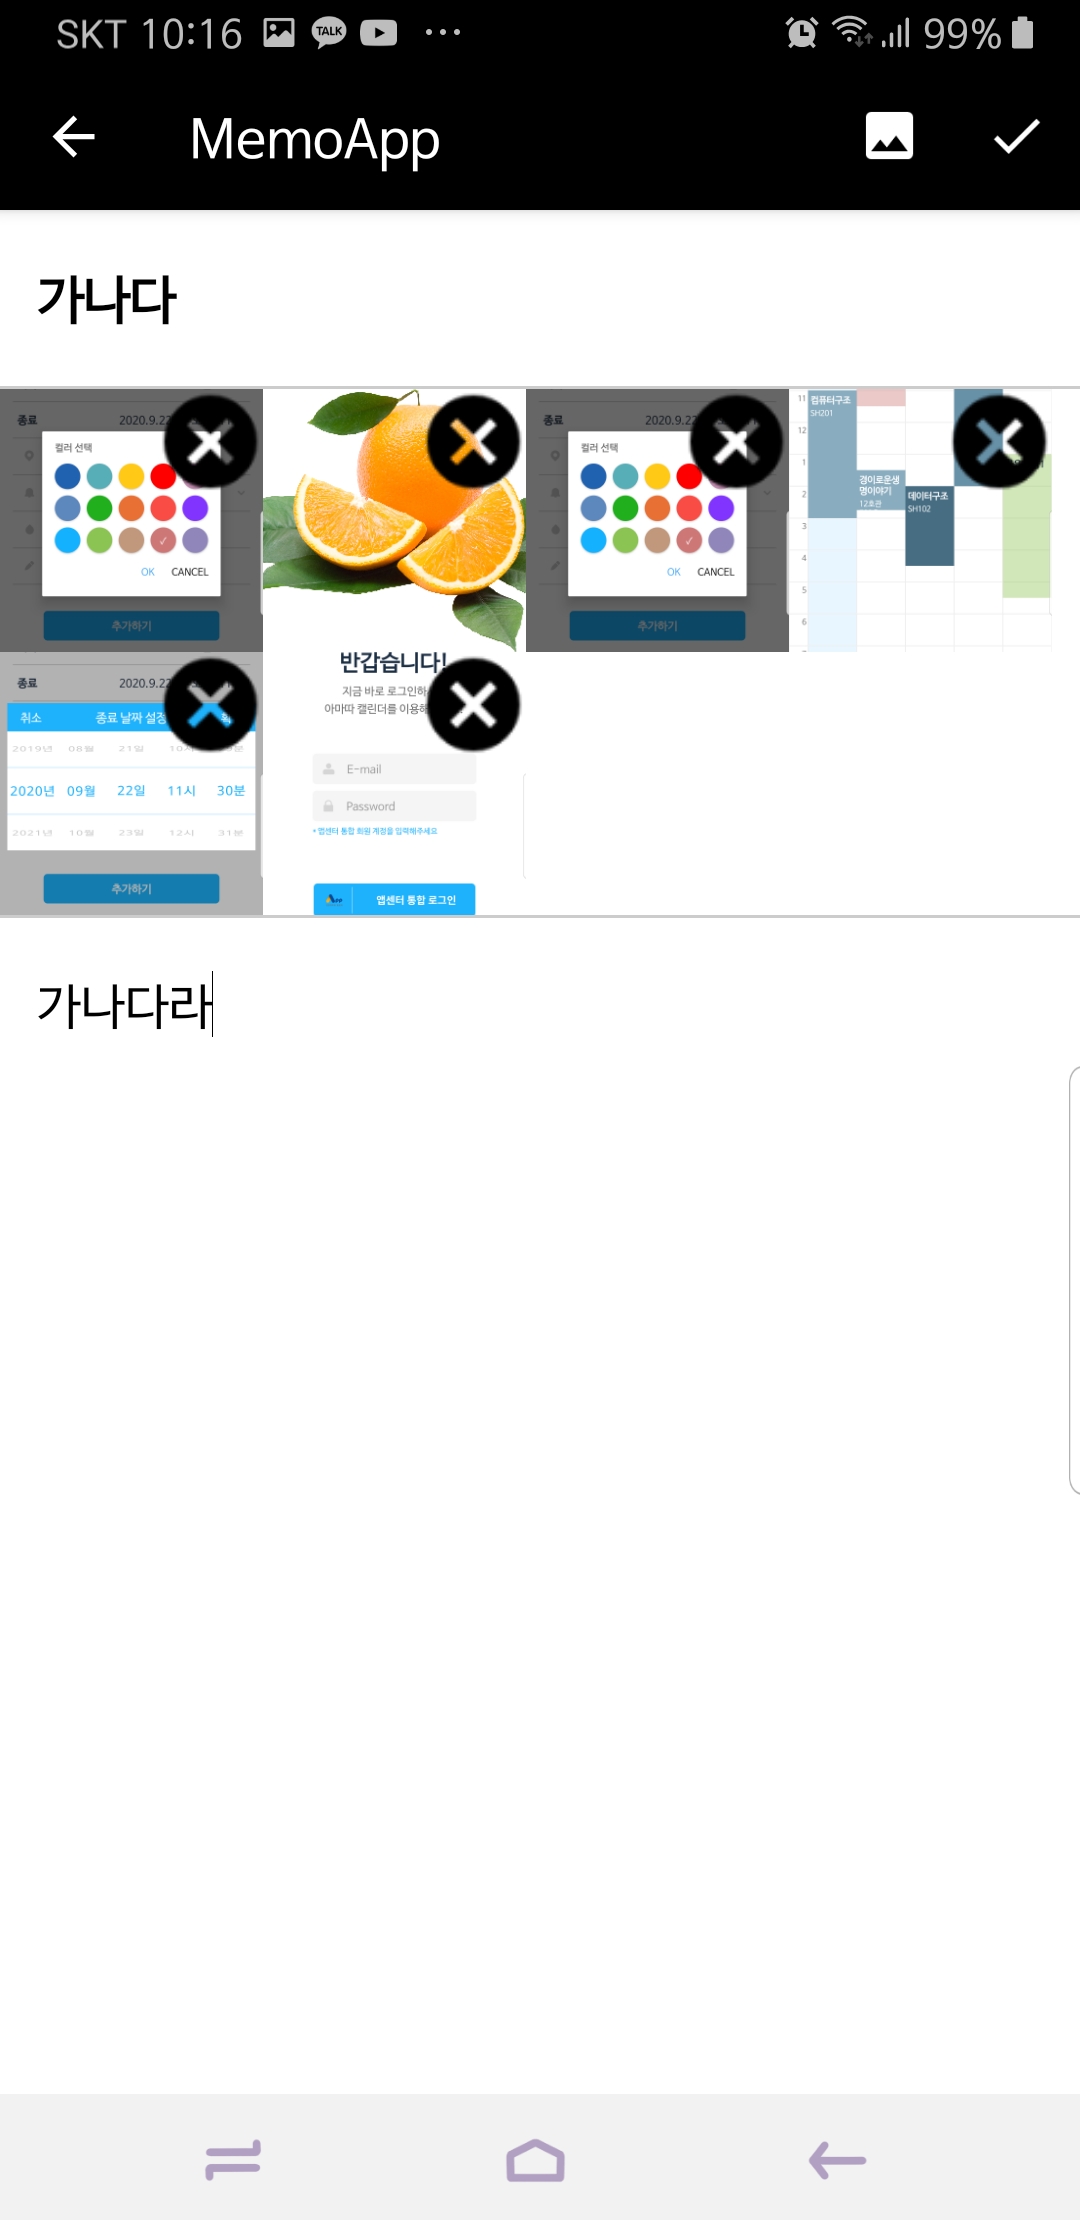 SKT 10:16 TALK 99%
MemoApp
가나다
종료 2020.9.22
컬러 선택
OK CANCEL
추가하기
종료 2020.9.22
컬러 선택
OK CANCEL
추가하기
11 컴퓨터구조
SH201
12
1
경이로운생
명이야기
2 12호관
데이터구조
SH102
3
4
5
6
종료 2020.9.22
취소 종료 날짜 설정
2019년 08월 21일
2020년 09월 22일 11시 30분
2021년 10월 23일 12시 31분
추가하기
반갑습니다!
지금 바로 로그인하
아마따 캘린더를 이용해
E-mail
Password
* 앱센터 통합 회원 계정을 입력해주세요
App 앱센터 통합 로그인
가나다라